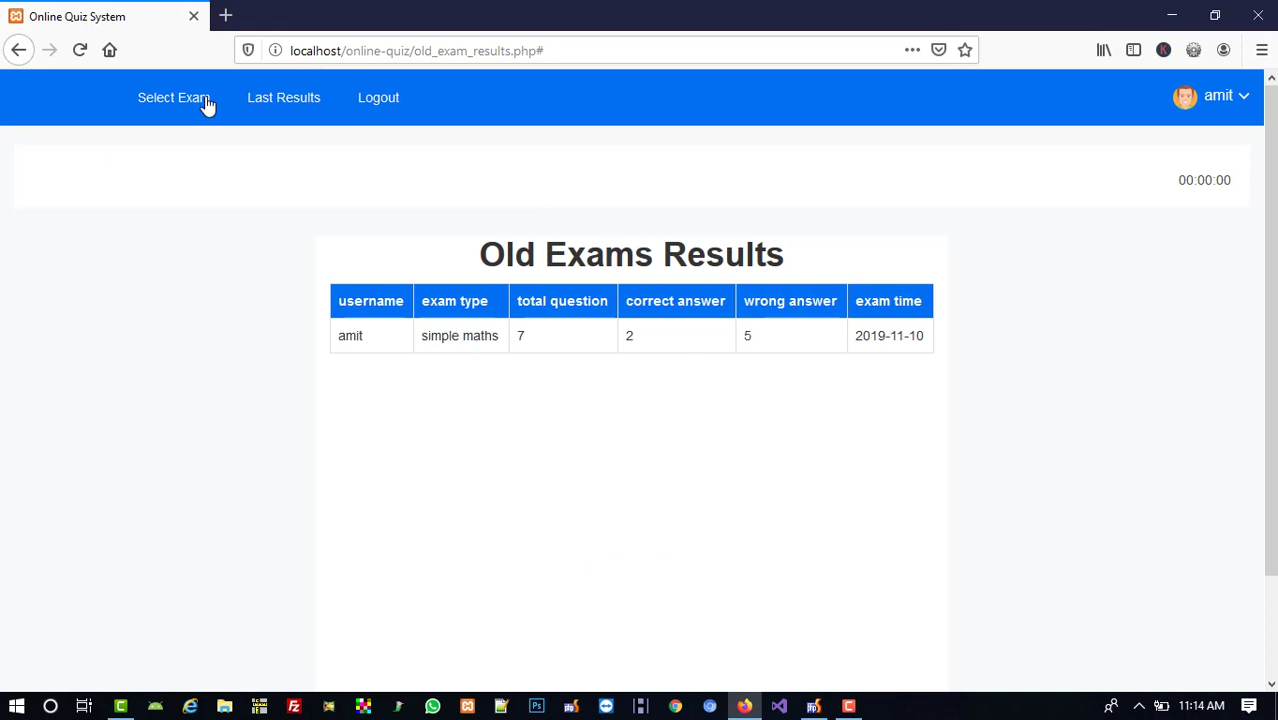 Online Quiz System
localhost/online-quiz/old_exam_results.php#
Select Exam Last Results Logout amit
00:00:00
Old Exams Results
username exam type total question correct answer wrong answer exam time
amit simple maths 7 2 5 2019-11-10
11:14 AM